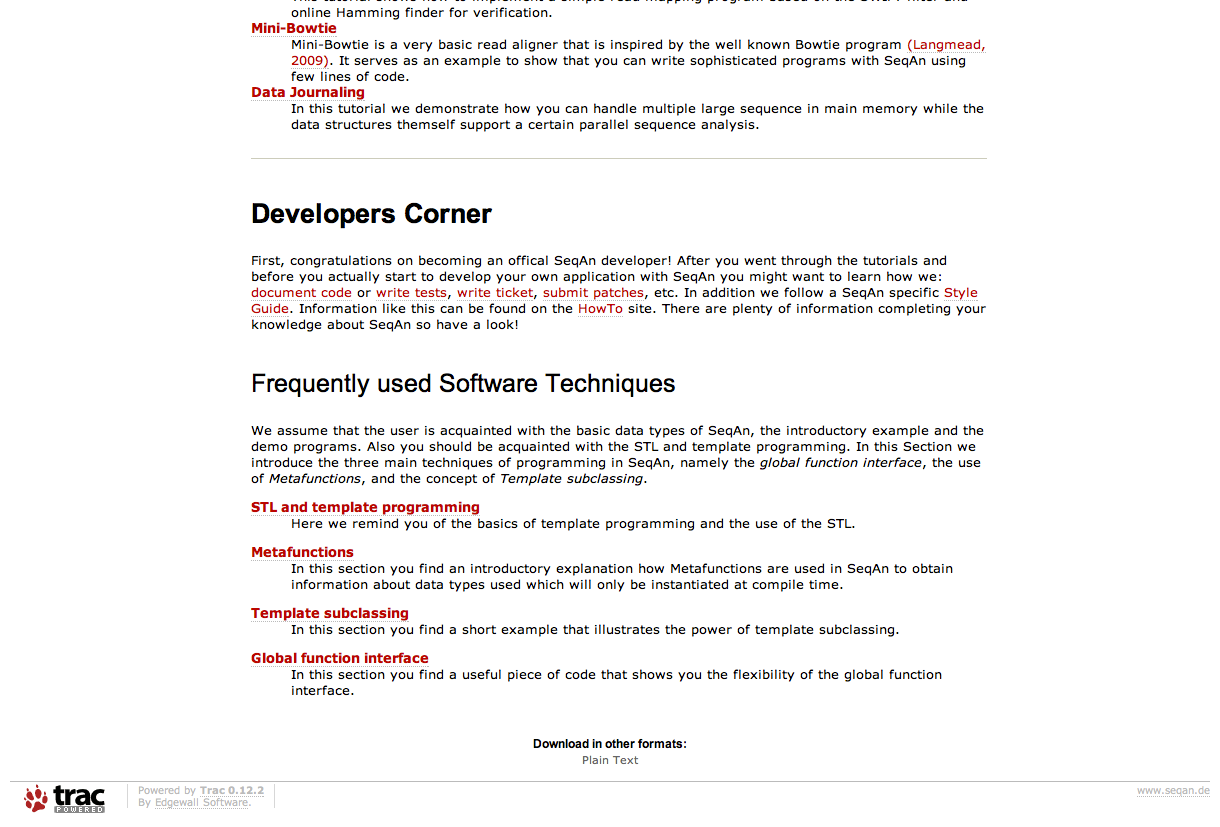 online Hamming finder for verification.
Mini-Bowtie
Mini-Bowtie is a very basic read aligner that is inspired by the well known Bowtie program (Langmead,
2009). It serves as an example to show that you can write sophisticated programs with SeqAn using
few lines of code.
Data Journaling
In this tutorial we demonstrate how you can handle multiple large sequence in main memory while the
data structures themself support a certain parallel sequence analysis.
Developers Corner
First, congratulations on becoming an offical SeqAn developer! After you went through the tutorials and
before you actually start to develop your own application with SeqAn you might want to learn how we:
document code or write tests, write ticket, submit patches, etc. In addition we follow a SeqAn specific Style
Guide. Information like this can be found on the HowTo site. There are plenty of information completing your
knowledge about SeqAn so have a look!
Frequently used Software Techniques
We assume that the user is acquainted with the basic data types of SeqAn, the introductory example and the
demo programs. Also you should be acquainted with the STL and template programming. In this Section we
introduce the three main techniques of programming in SeqAn, namely the global function interface, the use
of Metafunctions, and the concept of Template subclassing.
STL and template programming
Here we remind you of the basics of template programming and the use of the STL.
Metafunctions
In this section you find an introductory explanation how Metafunctions are used in SeqAn to obtain
information about data types used which will only be instantiated at compile time.
Template subclassing
In this section you find a short example that illustrates the power of template subclassing.
Global function interface
In this section you find a useful piece of code that shows you the flexibility of the global function
interface.
Download in other formats:
Plain Text
trac
POWERED
Powered by Trac 0.12.2
By Edgewall Software.
www.seqan.de